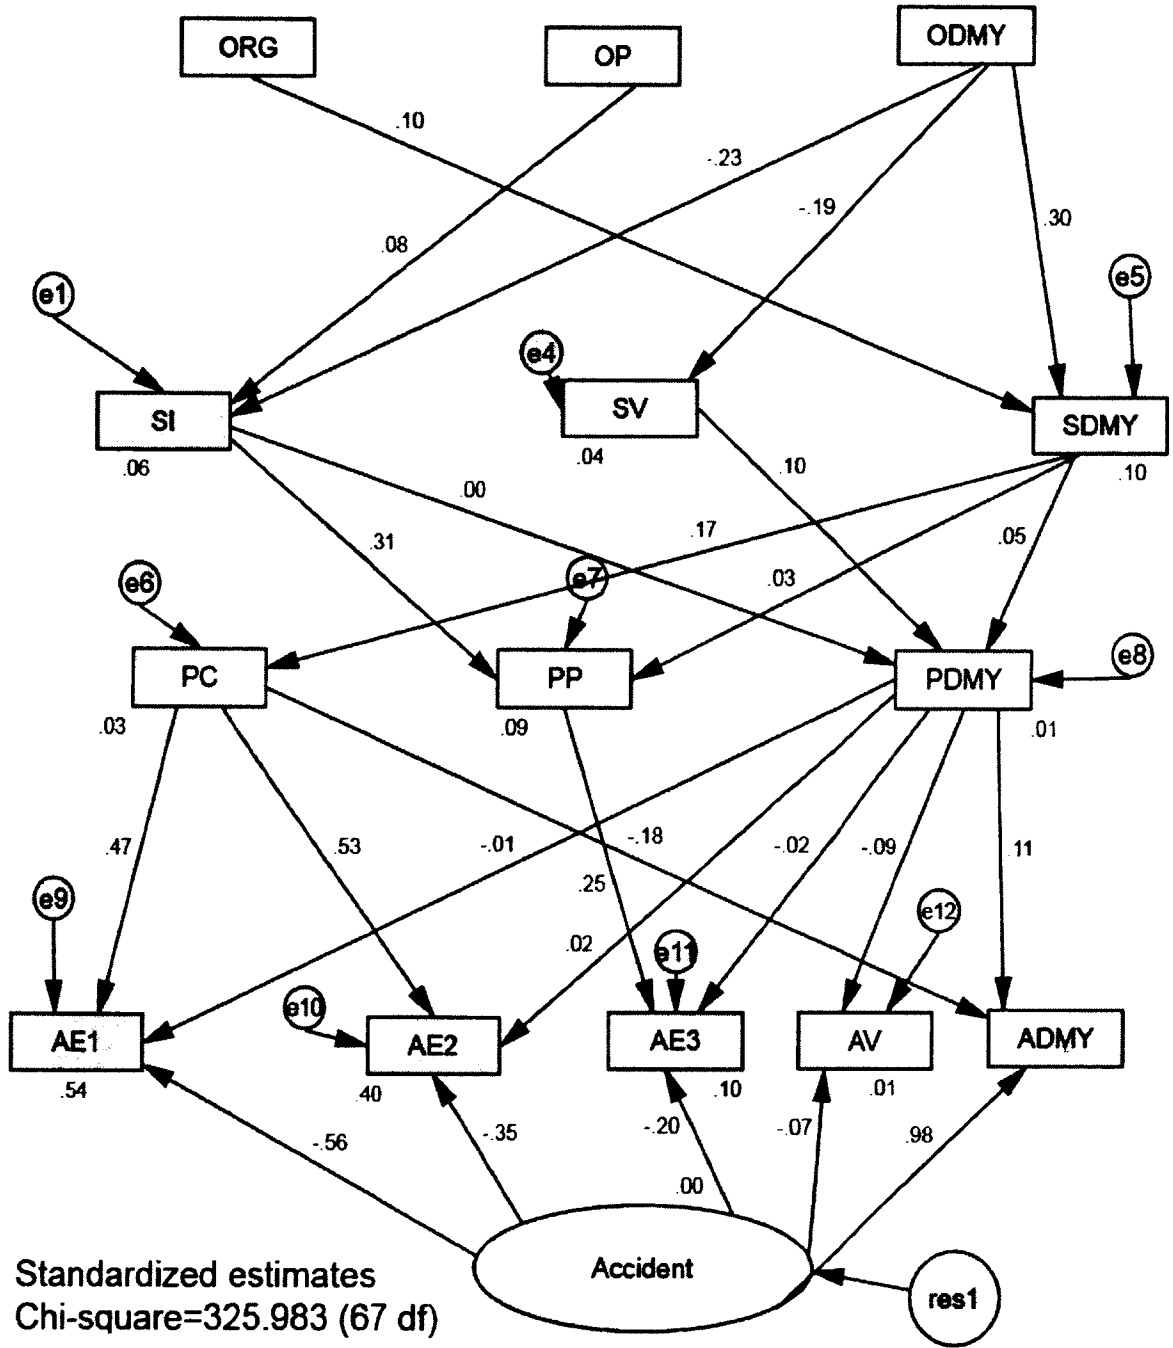 ORG
OP
ODMY
.10
-.23
-.19
.30
.08
e1
e4
e5
SI
SV
SDMY
.06
.04
.10
.00
.10
.31
.17
.05
.03
e6
e7
e8
PC
PP
PDMY
.03
.09
.01
.47
.53
-.01
-.18
-.02
-.09
.11
.25
.02
e9
e10
e11
e12
AE1
AE2
AE3
AV
ADMY
.54
.40
.10
.01
-.56
-.35
-.20
-.07
.98
.00
Accident
res1
Standardized estimates
Chi-square=325.983 (67 df)